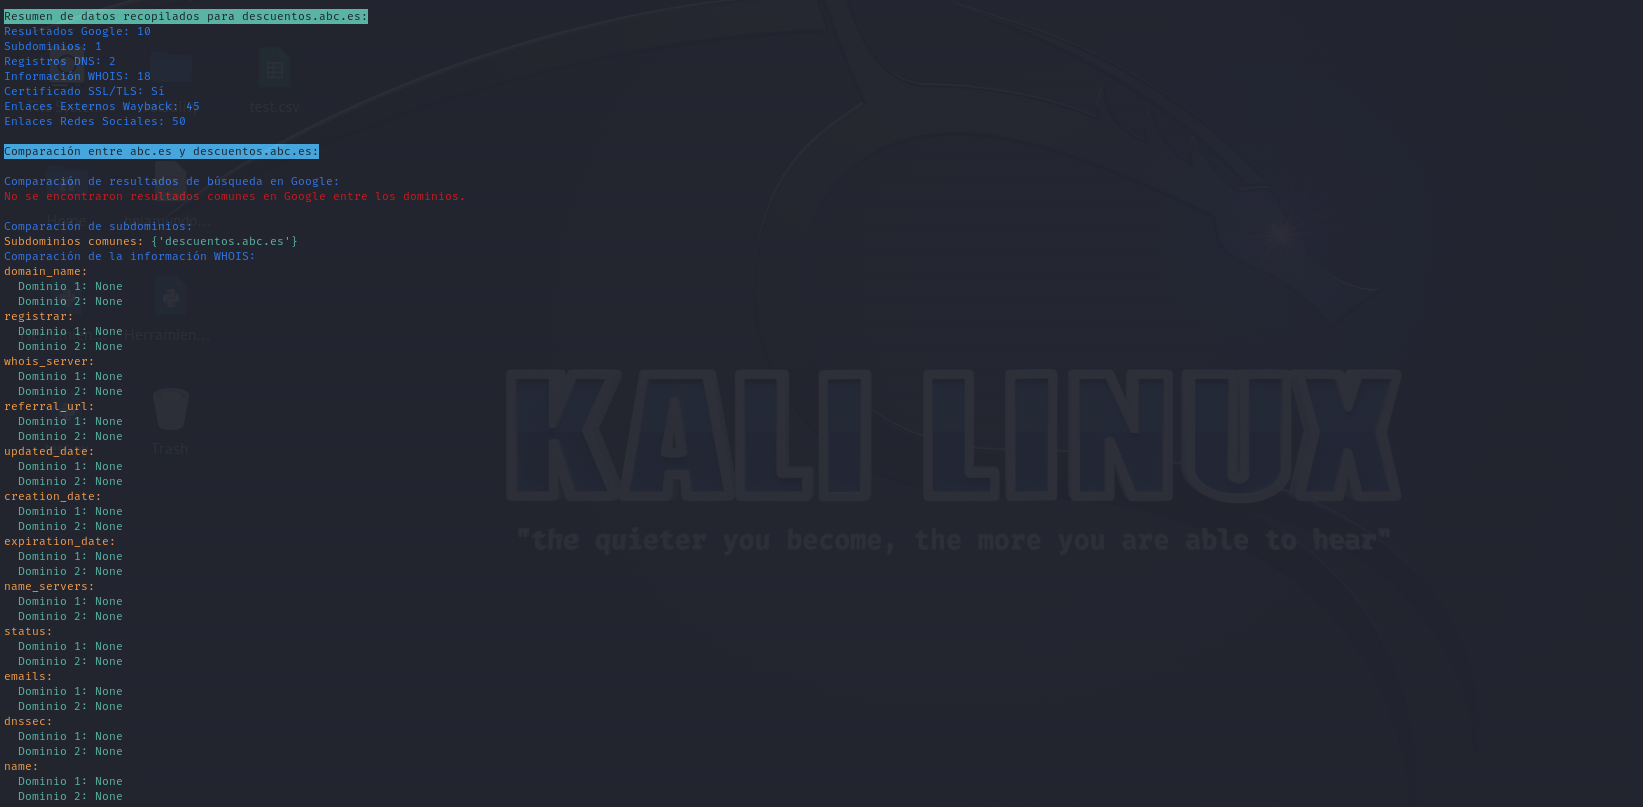 Resumen de datos recopilados para descuentos.abc.es:
Resultados Google: 10
Subdominios: 1
Registros DNS: 2
Información WHOIS: 18
Certificado SSL/TLS: Sí
Enlaces Externos Wayback: 45
Enlaces Redes Sociales: 50
test.csv
Comparación entre abc.es y descuentos.abc.es:
Comparación de resultados de búsqueda en Google:
No se encontraron resultados comunes en Google entre los dominios.
Home
Comparación de subdominios:
Subdominios comunes: {'descuentos.abc.es'}
Comparación de la información WHOIS:
domain_name:
Dominio 1: None
Dominio 2: None
registrar:
Dominio 1: None
Herramien...
Dominio 2: None
whois_server:
Dominio 1: None
Dominio 2: None
referral_url:
Dominio 1: None
Dominio 2: None
Trash
updated_date:
Dominio 1: None
Dominio 2: None
creation_date:
Dominio 1: None
Dominio 2: None
expiration_date:
Dominio 1: None
Dominio 2: None
name_servers:
Dominio 1: None
Dominio 2: None
status:
Dominio 1: None
Dominio 2: None
emails:
Dominio 1: None
Dominio 2: None
dnssec:
Dominio 1: None
Dominio 2: None
name:
Dominio 1: None
Dominio 2: None
KALI LINUX
"the quieter you become, the more you are able to hear"